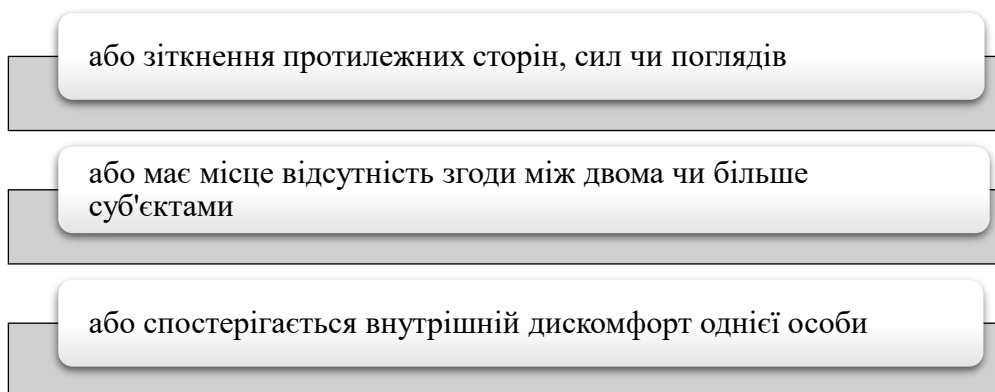 або зіткнення протилежних сторін, сил чи поглядів
або має місце відсутність згоди між двома чи більше
суб'єктами
або спостерігається внутрішній дискомфорт однієї особи